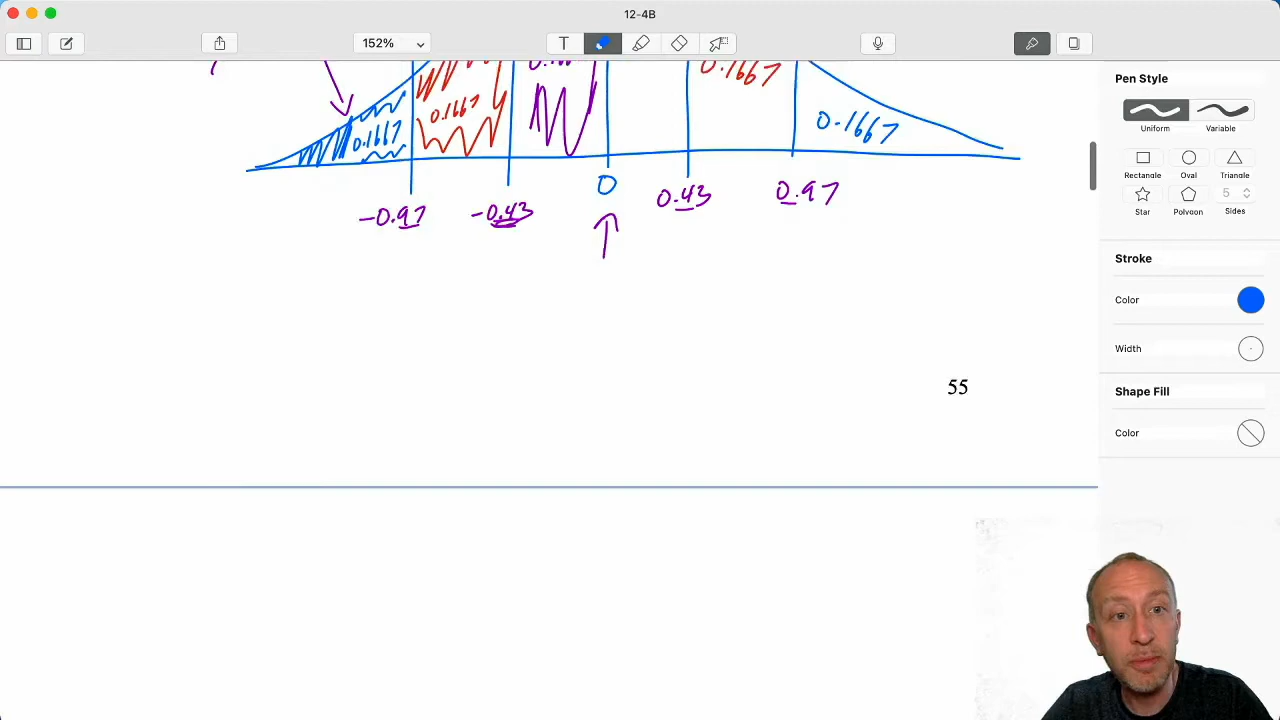 12-4B
152%
T
Pen Style
Uniform Variable
Rectangle Oval Triangle
5
Star Polygon Sides
Stroke
Color
Width
Shape Fill
Color
0.1667
0.1667
0.1667
0.1667
-0.97 -0.43 0 0.43 0.97
55